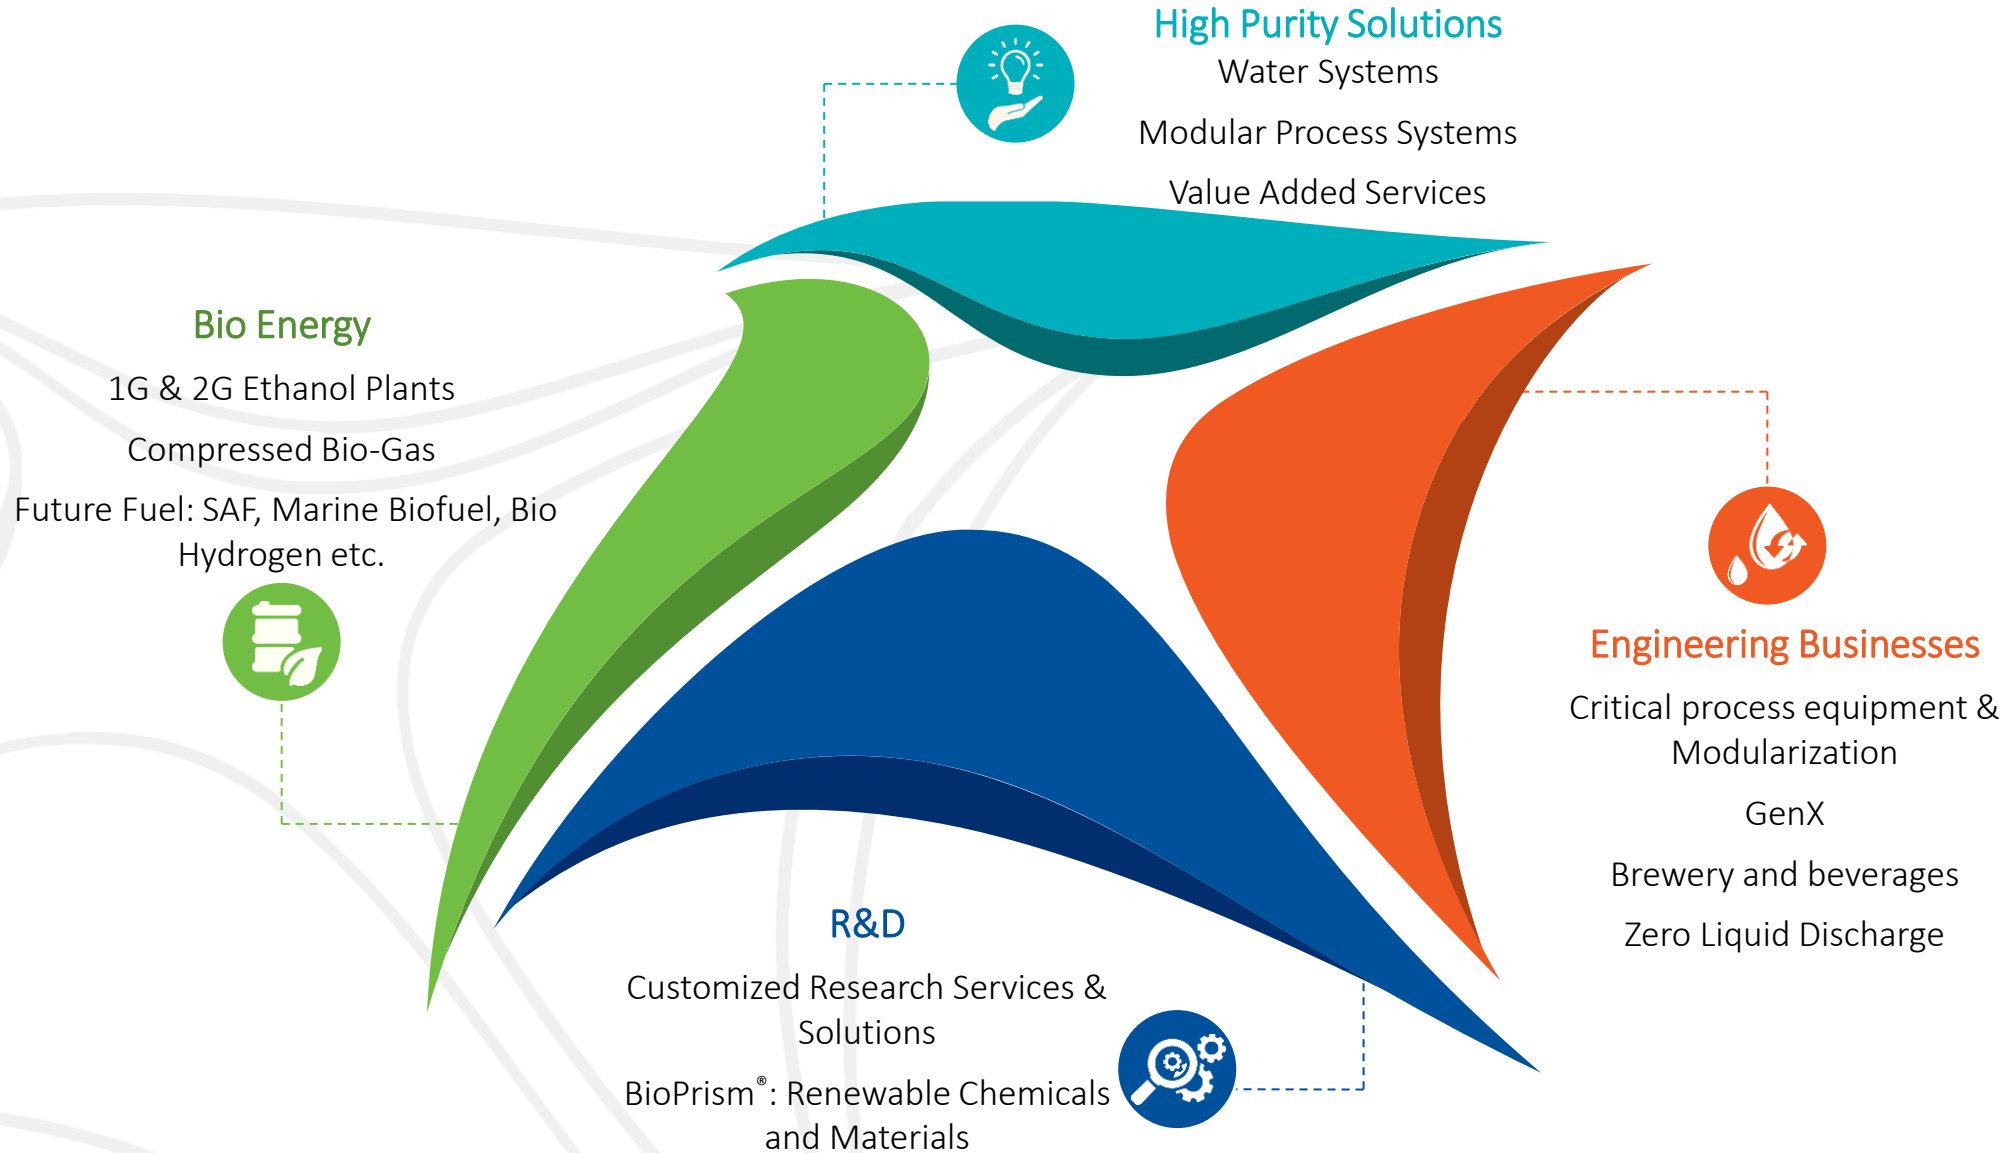 High Purity Solutions
Water Systems
Modular Process Systems
Value Added Services
Bio Energy
1G & 2G Ethanol Plants
Compressed Bio-Gas
Future Fuel: SAF, Marine Biofuel, Bio
Hydrogen etc.
Engineering Businesses
Critical process equipment &
Modularization
GenX
Brewery and beverages
Zero Liquid Discharge
R&D
Customized Research Services &
Solutions
BioPrism®: Renewable Chemicals
and Materials